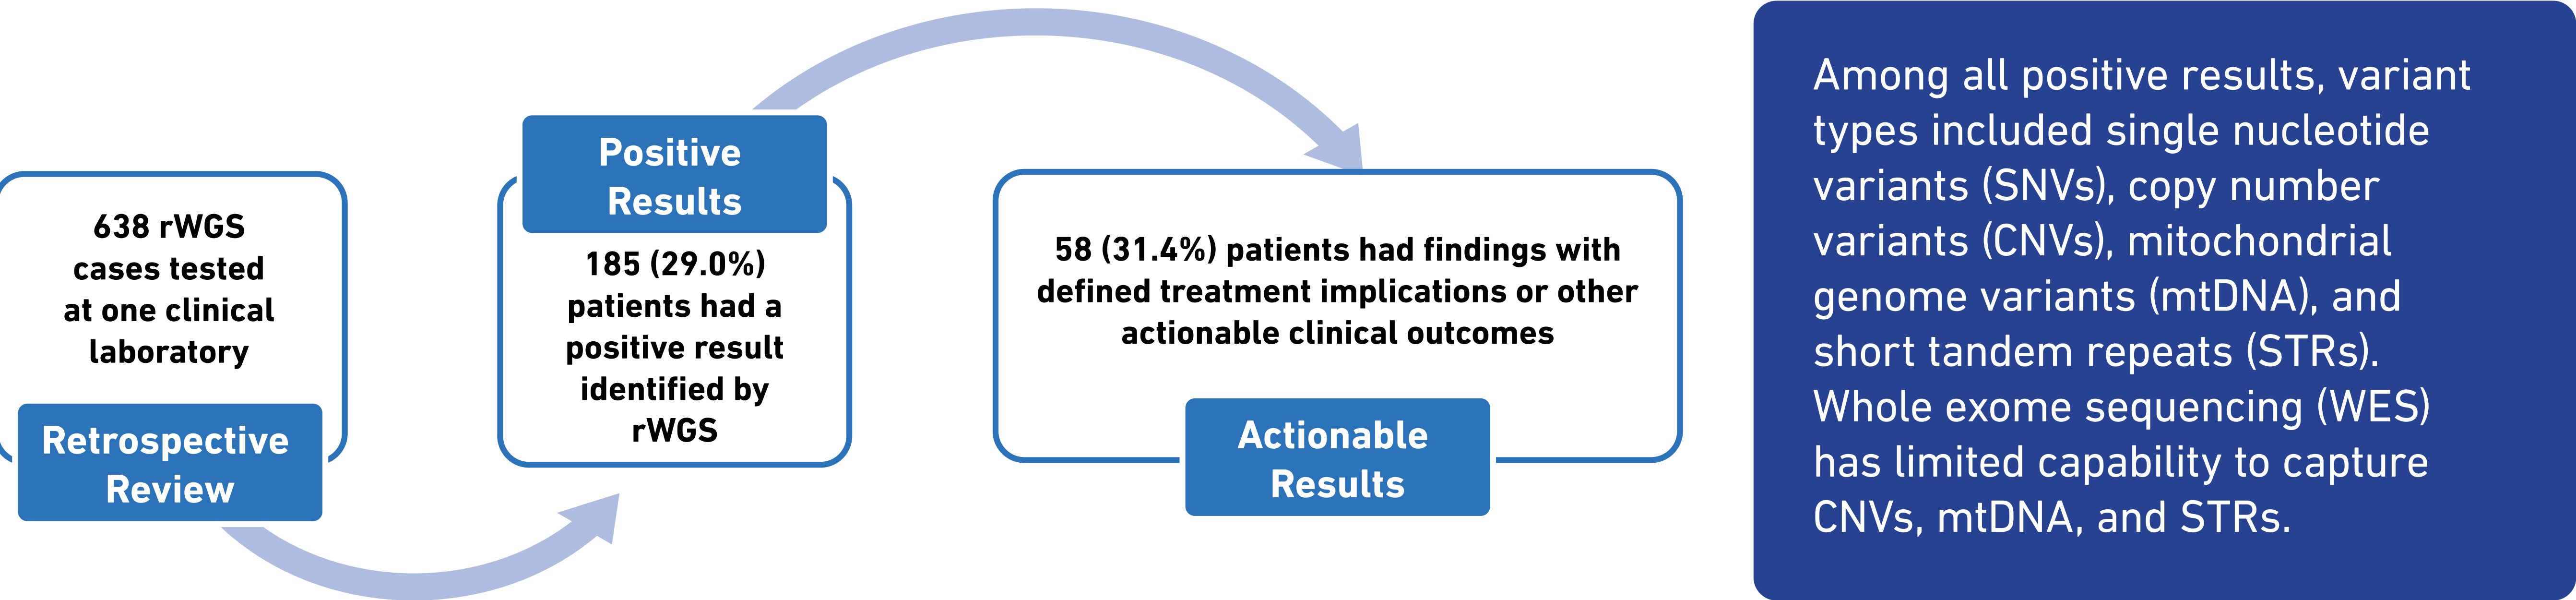 638 rWGS
cases tested
at one clinical
laboratory
Retrospective
Review
Positive
Results
185 (29.0%)
patients had a
positive result
identified by
rWGS
58 (31.4%) patients had findings with
defined treatment implications or other
actionable clinical outcomes
Actionable
Results
Among all positive results, variant
types included single nucleotide
variants (SNVs), copy number
variants (CNVs), mitochondrial
genome variants (mtDNA), and
short tandem repeats (STRs).
Whole exome sequencing (WES)
has limited capability to capture
CNVs, mtDNA, and STRs.